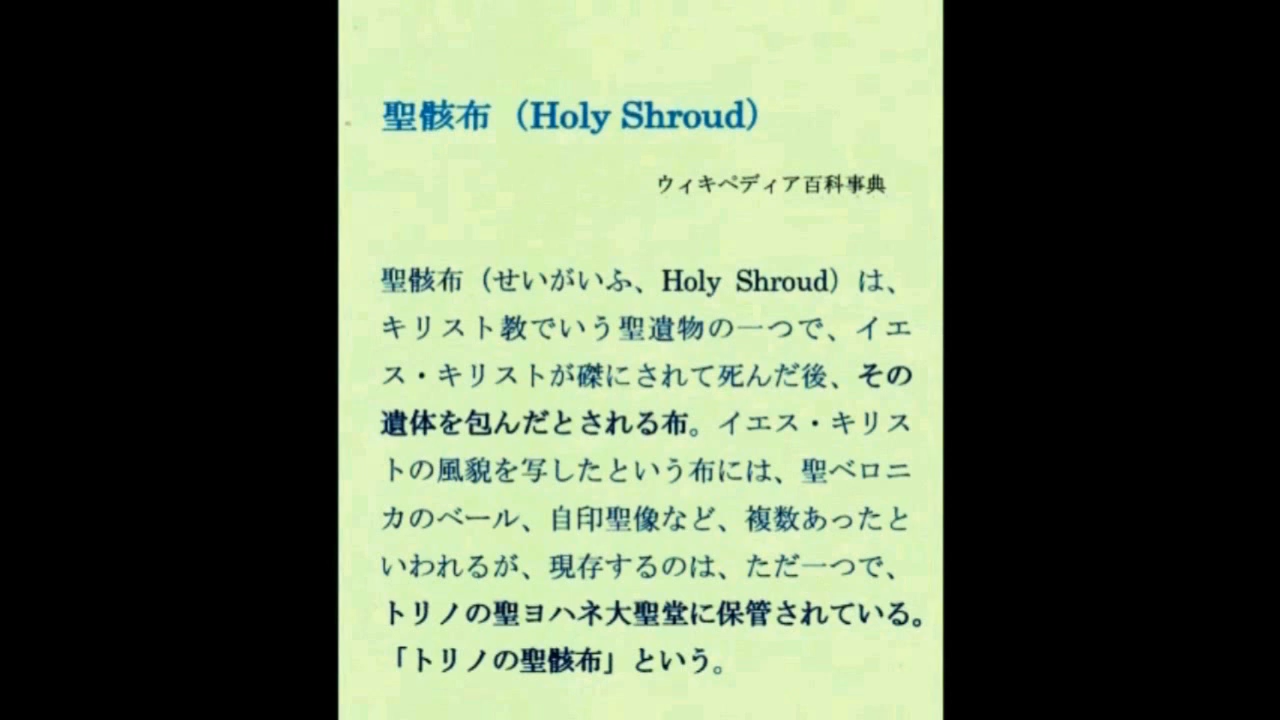 聖骸布（Holy Shroud）
ウィキペディア百科事典
聖骸布（せいがいふ、Holy Shroud）は、
キリスト教でいう聖遺物の一つで、イエ
ス・キリストが磔にされて死んだ後、その
遺体を包んだとされる布。イエス・キリス
トの風貌を写したという布には、聖ベロニ
カのベール、自印聖像など、複数あったと
いわれるが、現存するのは、ただ一つで、
トリノの聖ヨハネ大聖堂に保管されている。
「トリノの聖骸布」という。